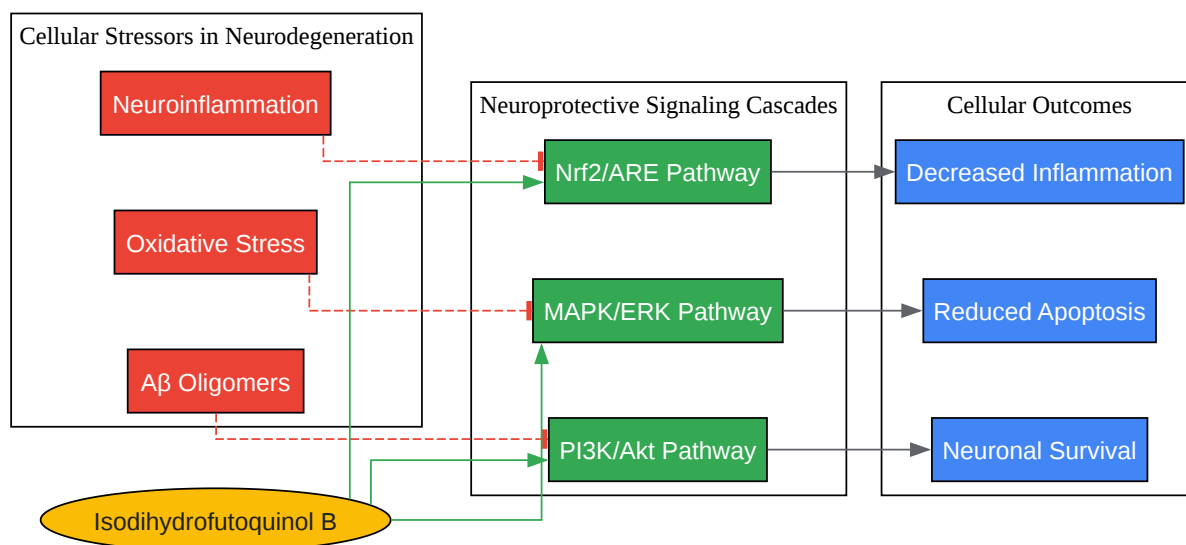 Cellular Stressors in Neurodegeneration
Neuroinflammation
Oxidative Stress
Aβ Oligomers
Neuroprotective Signaling Cascades
Nrf2/ARE Pathway
MAPK/ERK Pathway
PI3K/Akt Pathway
Cellular Outcomes
Decreased Inflammation
Reduced Apoptosis
Neuronal Survival
Isodihydrofutoquinol B